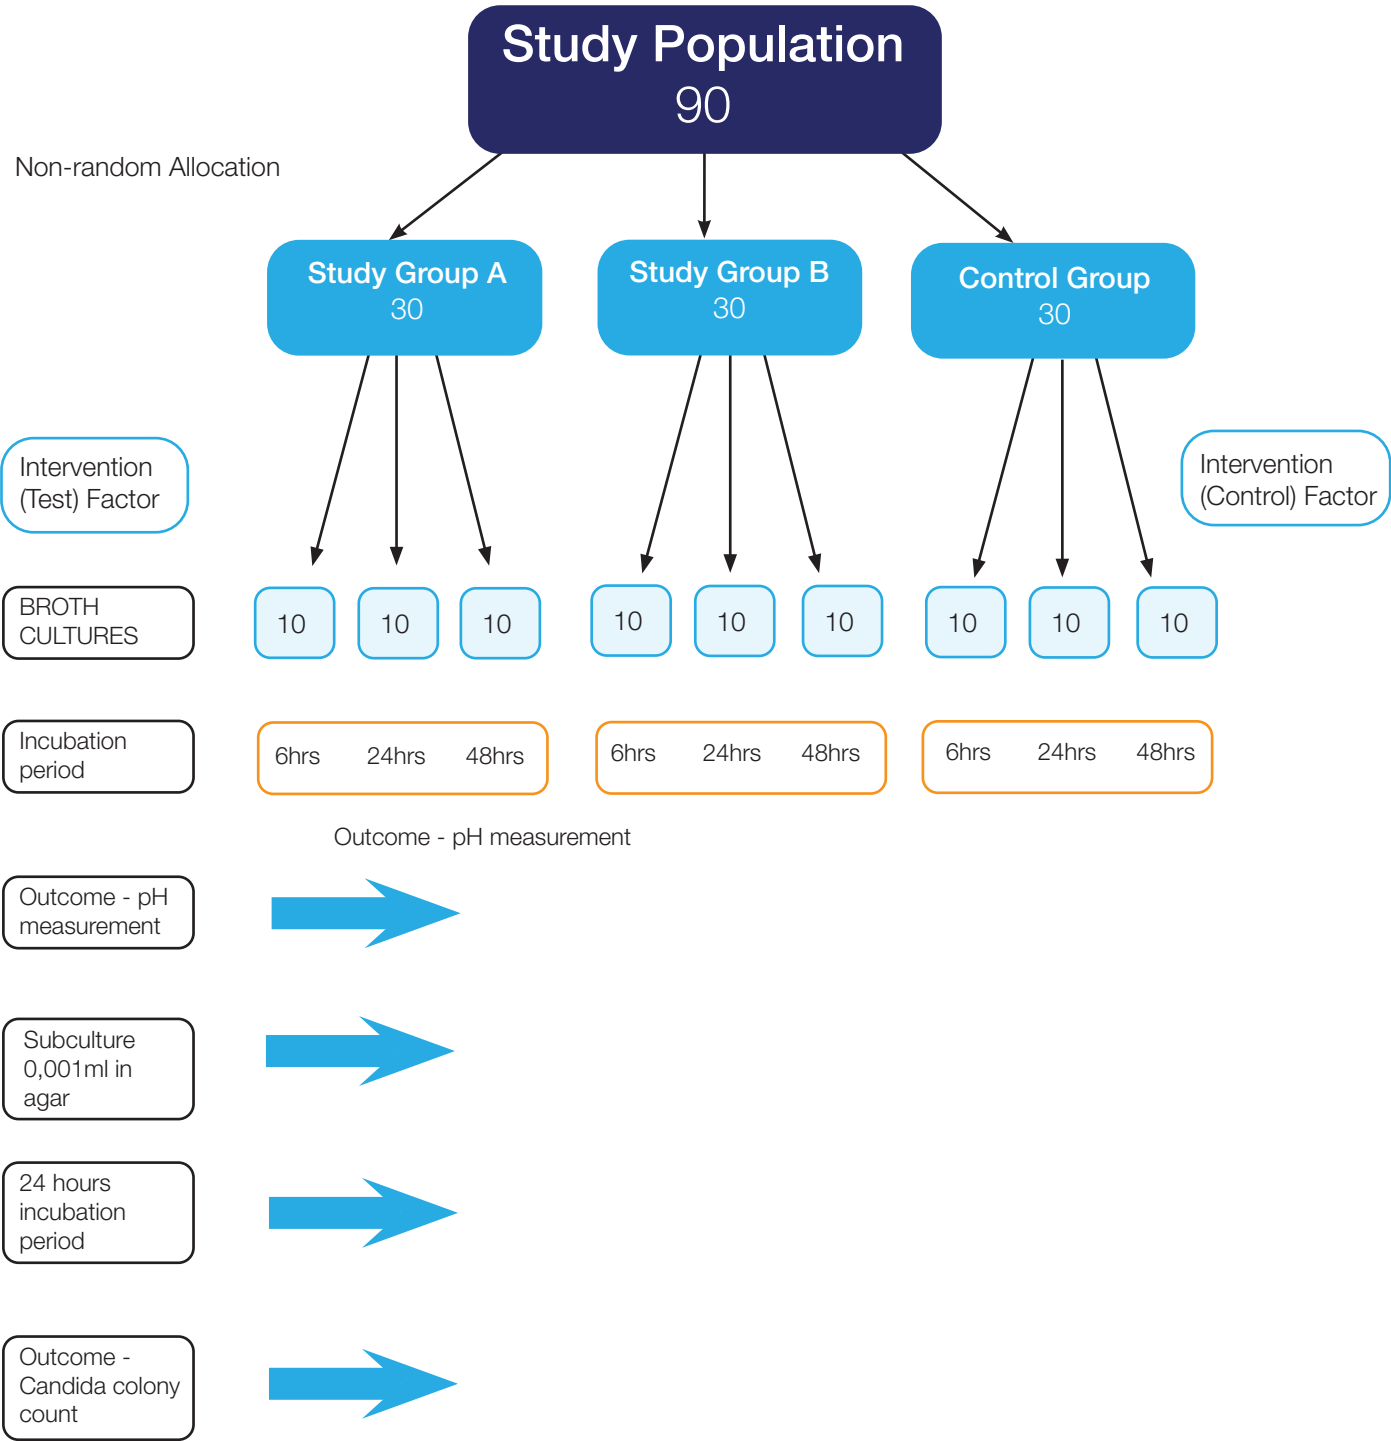 Study Population
90
Non-random Allocation
Study Group A
30
Study Group B
30
Control Group
30
Intervention
(Test) Factor
Intervention
(Control) Factor
BROTH
CULTURES
10 10 10 10 10 10 10 10 10
Incubation
period
6hrs 24hrs 48hrs 6hrs 24hrs 48hrs 6hrs 24hrs 48hrs
Outcome - pH measurement
Outcome - pH
measurement
Subculture
0,001ml in
agar
24 hours
incubation
period
Outcome -
Candida colony
count